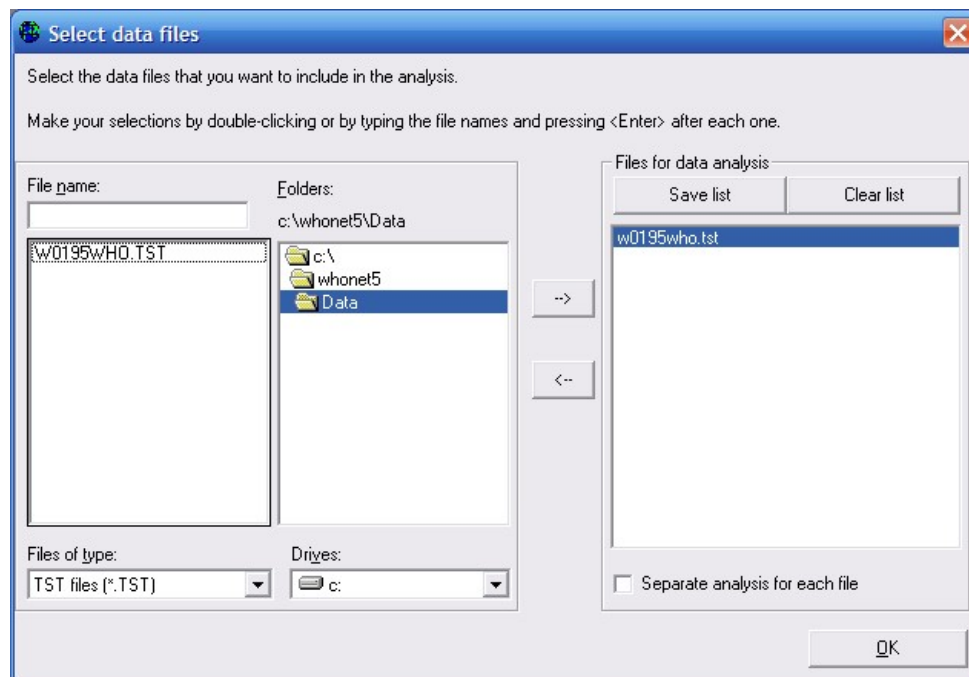 Select data files
Select the data files that you want to include in the analysis.
Make your selections by double-clicking or by typing the file names and pressing <Enter> after each one.
File name:
Folders:
c:\whonet5\Data
W0195WHO.TST
c:\
whonet5
Data
Files of type:
TST files (*.TST)
Drives:
c:
-->
<--
Files for data analysis
Save list
Clear list
w0195who.tst
Separate analysis for each file
OK